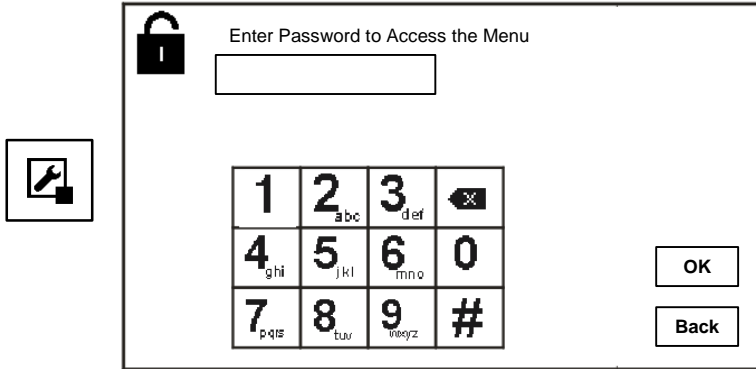 Enter Password to Access the Menu
1 2 abc 3 def
4 ghi 5 jkl 6 mno 0
7 pqrs 8 tuv 9 wxyz #
OK
Back